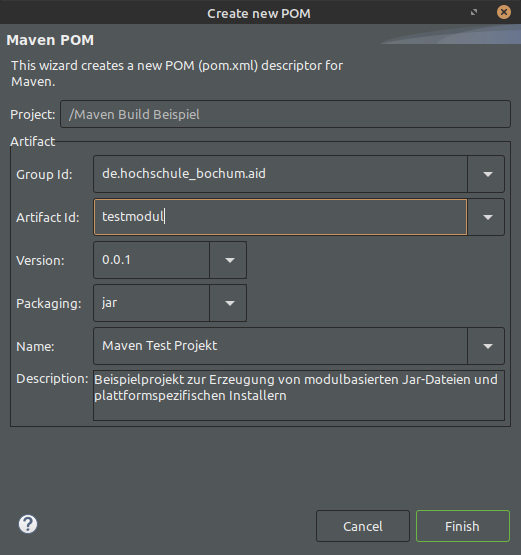 Create new POM
Maven POM
This wizard creates a new POM (pom.xml) descriptor for
Maven.
Project: /Maven Build Beispiel
Artifact
Group Id: de.hochschule_bochum.aid
Artifact Id: testmodul
Version: 0.0.1
Packaging: jar
Name: Maven Test Projekt
Description: Beispielprojekt zur Erzeugung von modulbasierten Jar-Dateien und
plattformspezifischen Installern
? Cancel Finish